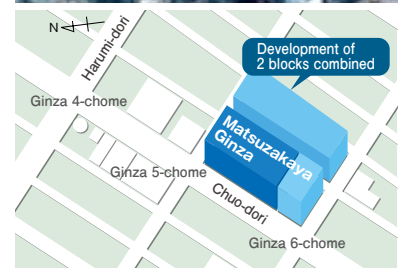 N
Harumi-dori
Development of
2 blocks combined
Ginza 4-chome
Matsuzakaya
Ginza
Ginza 5-chome
Chuo-dori
Ginza 6-chome